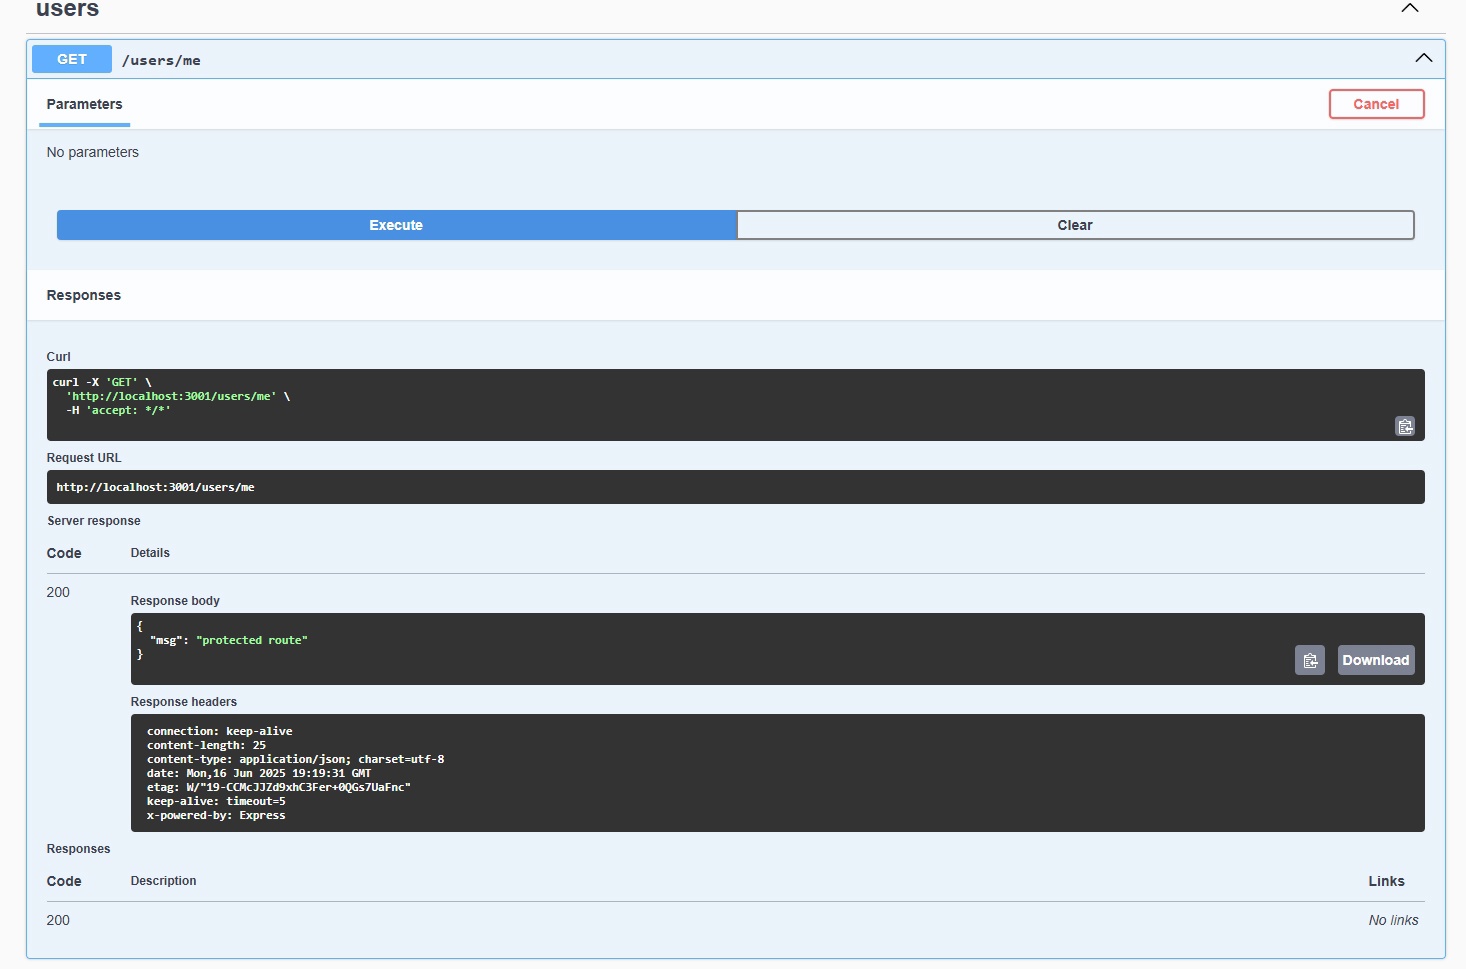 users
GET /users/me
Parameters
Cancel
No parameters
Execute
Clear
Responses
Curl
curl -X 'GET' \
'http://localhost:3001/users/me' \
-H 'accept: */*'
Request URL
http://localhost:3001/users/me
Server response
Code Details
200
Response body
{
"msg": "protected route"
}
Download
Response headers
connection: keep-alive
content-length: 25
content-type: application/json; charset=utf-8
date: Mon,16 Jun 2025 19:19:31 GMT
etag: W/"19-CCMcJJZd9xhC3Fer+0QGs7UaFnc"
keep-alive: timeout=5
x-powered-by: Express
Responses
Code Description Links
200 No links